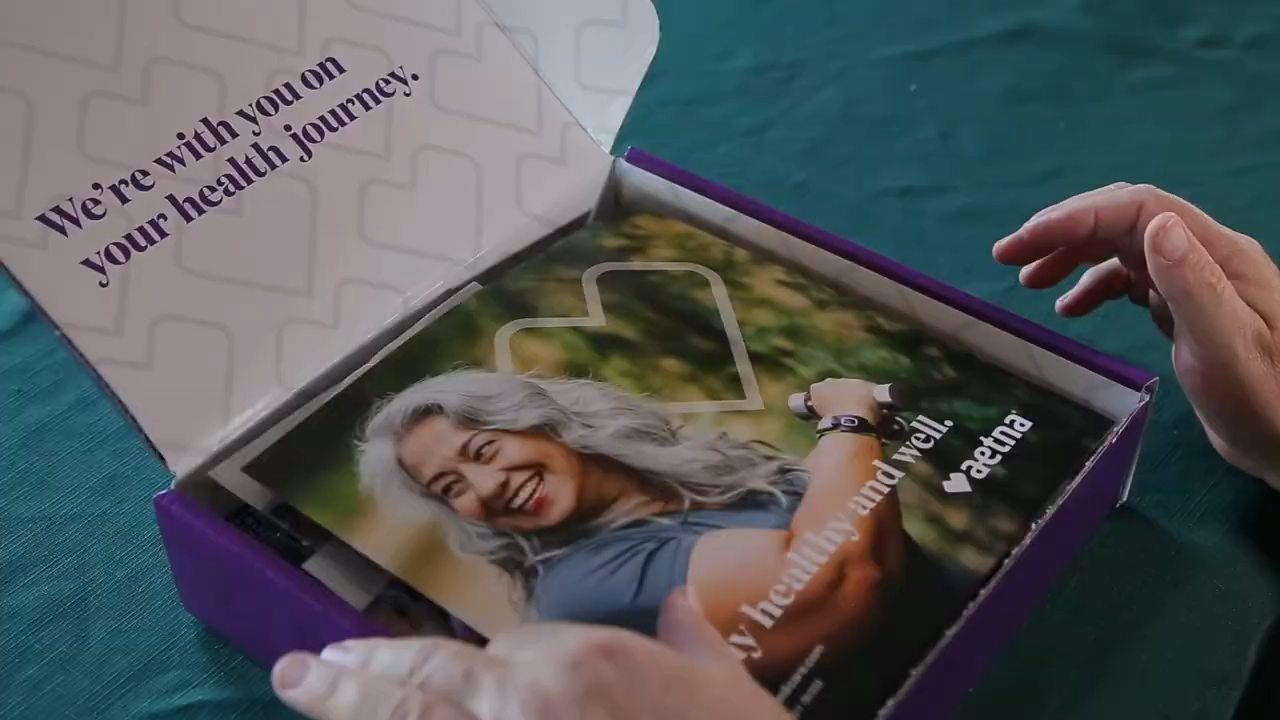 We're with you on
your health journey.
healthy and well.
aetna